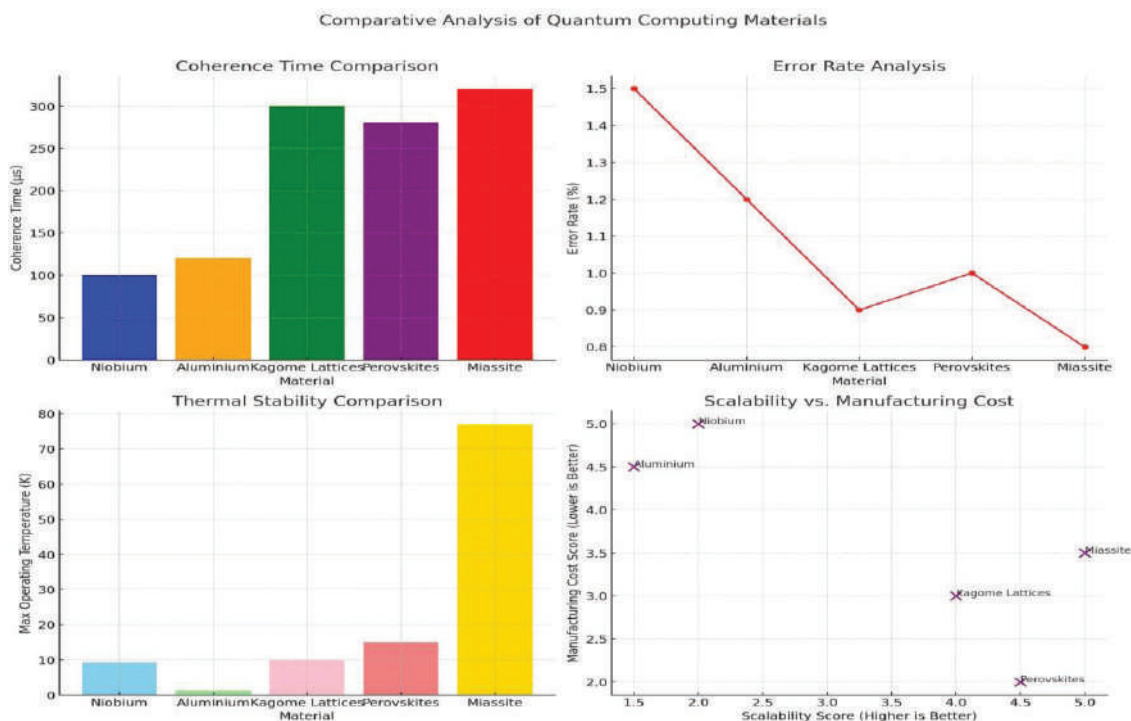 Comparative Analysis of Quantum Computing Materials
Coherence Time Comparison
Coherence Time (µs)
300
250
200
150
100
50
0
Niobium Aluminium Kagome Lattices Perovskites Miassite
Material
Error Rate Analysis
Error Rate (%)
1.5
1.4
1.3
1.2
1.1
1.0
0.9
0.8
Niobium Aluminium Kagome Lattices Perovskites Miassite
Material
Thermal Stability Comparison
Max Operating Temperature (K)
80
70
60
50
40
30
20
10
0
Niobium Aluminium Kagome Lattices Perovskites Miassite
Material
Scalability vs. Manufacturing Cost
Manufacturing Cost Score (Lower is Better)
5.0
4.5
4.0
3.5
3.0
2.5
2.0
Niobium
Aluminium
Miassite
Kagome Lattices
Perovskites
1.5 2.0 2.5 3.0 3.5 4.0 4.5 5.0
Scalability Score (Higher is Better)